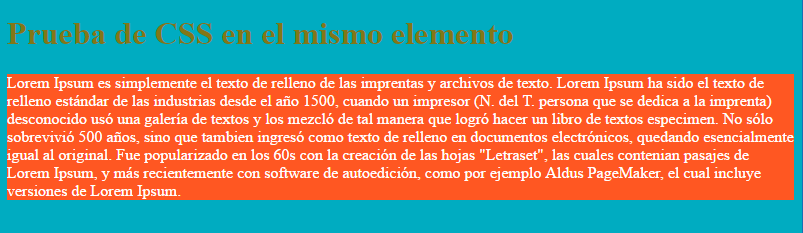 Prueba de CSS en el mismo elemento
Lorem Ipsum es simplemente el texto de relleno de las imprentas y archivos de texto. Lorem Ipsum ha sido el texto de
relleno estándar de las industrias desde el año 1500, cuando un impresor (N. del T. persona que se dedica a la imprenta)
desconocido usó una galería de textos y los mezcló de tal manera que logró hacer un libro de textos especimen. No sólo
sobrevivió 500 años, sino que tambien ingresó como texto de relleno en documentos electrónicos, quedando esencialmente
igual al original. Fue popularizado en los 60s con la creación de las hojas "Letraset", las cuales contenian pasajes de
Lorem Ipsum, y más recientemente con software de autoedición, como por ejemplo Aldus PageMaker, el cual incluye
versiones de Lorem Ipsum.